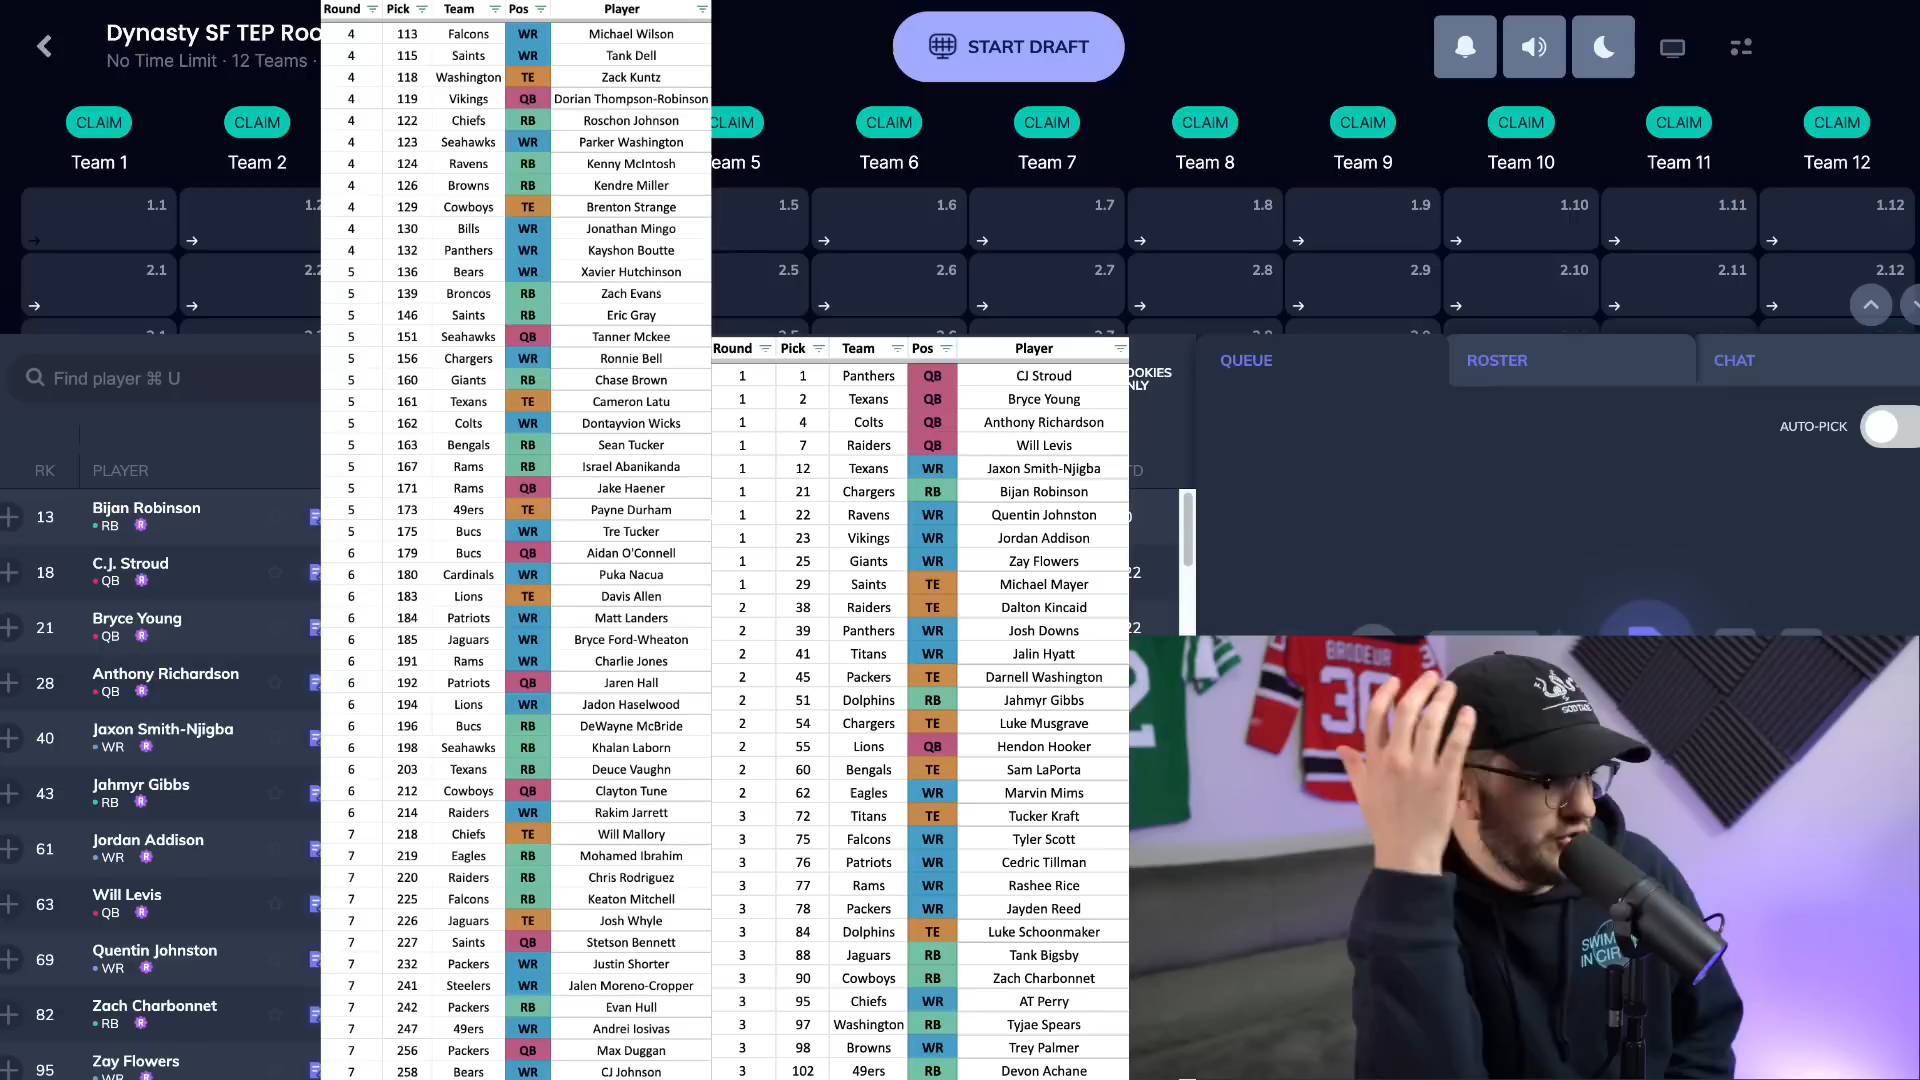 Dynasty SF TEP Roo
No Time Limit · 12 Teams ·
START DRAFT
CLAIM CLAIM CLAIM CLAIM CLAIM CLAIM CLAIM CLAIM CLAIM CLAIM
Team 1 Team 2 eam 5 Team 6 Team 7 Team 8 Team 9 Team 10 Team 11 Team 12
1.1 1.2 1.5 1.6 1.7 1.8 1.9 1.10 1.11 1.12
2.1 2.2 2.5 2.6 2.7 2.8 2.9 2.10 2.11 2.12
Find player ⌘ U
RK PLAYER
13 Bijan Robinson
RB
18 C.J. Stroud
QB
21 Bryce Young
QB
28 Anthony Richardson
QB
40 Jaxon Smith-Njigba
WR
43 Jahmyr Gibbs
RB
61 Jordan Addison
WR
63 Will Levis
QB
69 Quentin Johnston
WR
82 Zach Charbonnet
RB
95 Zay Flowers
WR
Round Pick Team Pos Player
4 113 Falcons WR Michael Wilson
4 115 Saints WR Tank Dell
4 118 Washington TE Zack Kuntz
4 119 Vikings QB Dorian Thompson-Robinson
4 122 Chiefs RB Roschon Johnson
4 123 Seahawks WR Parker Washington
4 124 Ravens RB Kenny McIntosh
4 126 Browns RB Kendre Miller
4 129 Cowboys TE Brenton Strange
4 130 Bills WR Jonathan Mingo
4 132 Panthers WR Kayshon Boutte
5 136 Bears WR Xavier Hutchinson
5 139 Broncos RB Zach Evans
5 146 Saints RB Eric Gray
5 151 Seahawks QB Tanner Mckee
5 156 Chargers WR Ronnie Bell
5 160 Giants RB Chase Brown
5 161 Texans TE Cameron Latu
5 162 Colts WR Dontayvion Wicks
5 163 Bengals RB Sean Tucker
5 167 Rams RB Israel Abanikanda
5 171 Rams QB Jake Haener
5 173 49ers TE Payne Durham
5 175 Bucs WR Tre Tucker
6 179 Bucs QB Aidan O'Connell
6 180 Cardinals WR Puka Nacua
6 183 Lions TE Davis Allen
6 184 Patriots WR Matt Landers
6 185 Jaguars WR Bryce Ford-Wheaton
6 191 Rams WR Charlie Jones
6 192 Patriots QB Jaren Hall
6 194 Lions WR Jadon Haselwood
6 196 Bucs RB DeWayne McBride
6 198 Seahawks RB Khalan Laborn
6 203 Texans RB Deuce Vaughn
6 212 Cowboys QB Clayton Tune
6 214 Raiders WR Rakim Jarrett
7 218 Chiefs TE Will Mallory
7 219 Eagles RB Mohamed Ibrahim
7 220 Raiders RB Chris Rodriguez
7 225 Falcons RB Keaton Mitchell
7 226 Jaguars TE Josh Whyle
7 227 Saints QB Stetson Bennett
7 232 Packers WR Justin Shorter
7 241 Steelers WR Jalen Moreno-Cropper
7 242 Packers RB Evan Hull
7 247 49ers WR Andrei Iosivas
7 256 Packers QB Max Duggan
7 258 Bears WR CJ Johnson
Round Pick Team Pos Player
1 1 Panthers QB CJ Stroud
1 2 Texans QB Bryce Young
1 4 Colts QB Anthony Richardson
1 7 Raiders QB Will Levis
1 12 Texans WR Jaxon Smith-Njigba
1 21 Chargers RB Bijan Robinson
1 22 Ravens WR Quentin Johnston
1 23 Vikings WR Jordan Addison
1 25 Giants WR Zay Flowers
1 29 Saints TE Michael Mayer
2 38 Raiders TE Dalton Kincaid
2 39 Panthers WR Josh Downs
2 41 Titans WR Jalin Hyatt
2 45 Packers TE Darnell Washington
2 51 Dolphins RB Jahmyr Gibbs
2 54 Chargers TE Luke Musgrave
2 55 Lions QB Hendon Hooker
2 60 Bengals TE Sam LaPorta
2 62 Eagles WR Marvin Mims
3 72 Titans TE Tucker Kraft
3 75 Falcons WR Tyler Scott
3 76 Patriots WR Cedric Tillman
3 77 Rams WR Rashee Rice
3 78 Packers WR Jayden Reed
3 84 Dolphins TE Luke Schoonmaker
3 88 Jaguars RB Tank Bigsby
3 90 Cowboys RB Zach Charbonnet
3 95 Chiefs WR AT Perry
3 97 Washington RB Tyjae Spears
3 98 Browns WR Trey Palmer
3 102 49ers RB Devon Achane
OOKIES
NLY
TD
22
22
QUEUE ROSTER CHAT
AUTO-PICK
BRODEUR
30
SWIM
IN CIR